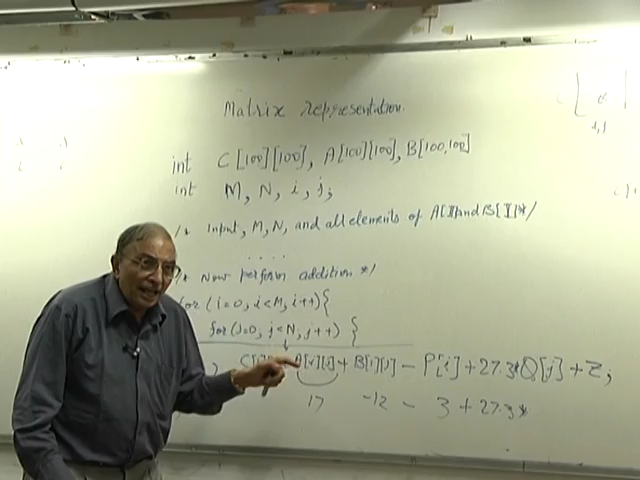 Matrix representation.
int C[100][100], A[100][100], B[100,100]
int M, N, i, j;
/* Input, M, N, and all elements of A[][] and B[][] */
. . . .
/* Now perform addition */
for (i=0, i<M, i++){
for (j=0, j<N, j++) {
A[i][j] + B[i][j] - P[i] + 27.3*Q[j] + Z;
17 -12 - 3 + 27.3*